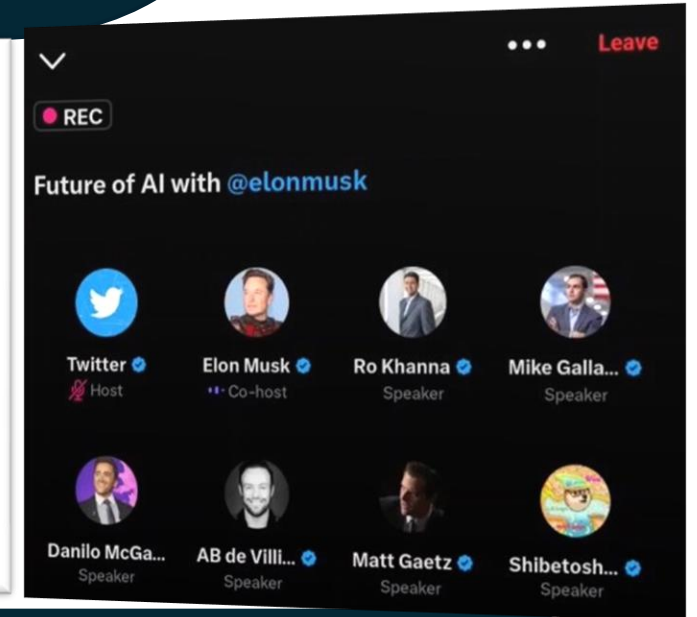 ••• Leave
REC
Future of AI with @elonmusk
Twitter Elon Musk Ro Khanna Mike Galla...
Host Co-host Speaker Speaker
Danilo McGa... AB de Villi... Matt Gaetz Shibetosh...
Speaker Speaker Speaker Speaker